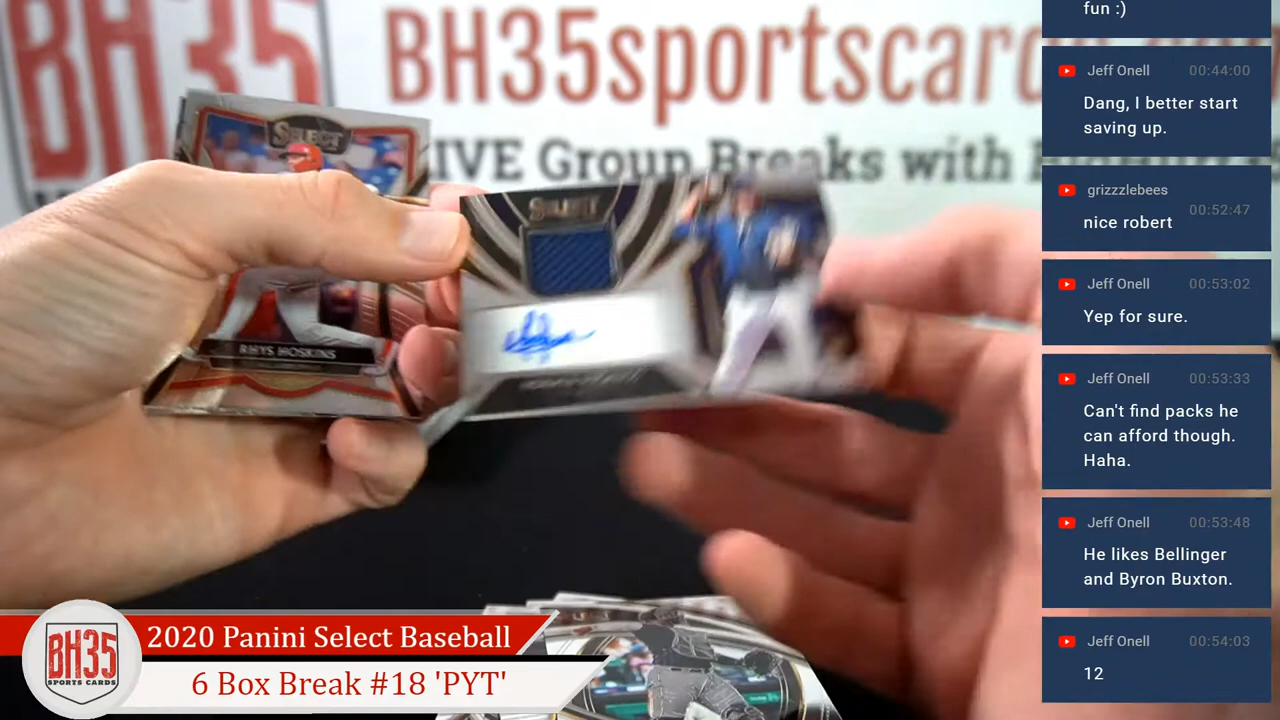 BH35
BH35sportscard
LIVE Group Breaks with
SELECT
RHYS HOSKINS
SELECT
BH35
SPORTS CARDS
2020 Panini Select Baseball
6 Box Break #18 'PYT'
fun :)
Jeff Onell 00:44:00
Dang, I better start
saving up.
grizzzlebees 00:52:47
nice robert
Jeff Onell 00:53:02
Yep for sure.
Jeff Onell 00:53:33
Can't find packs he
can afford though.
Haha.
Jeff Onell 00:53:48
He likes Bellinger
and Byron Buxton.
Jeff Onell 00:54:03
12